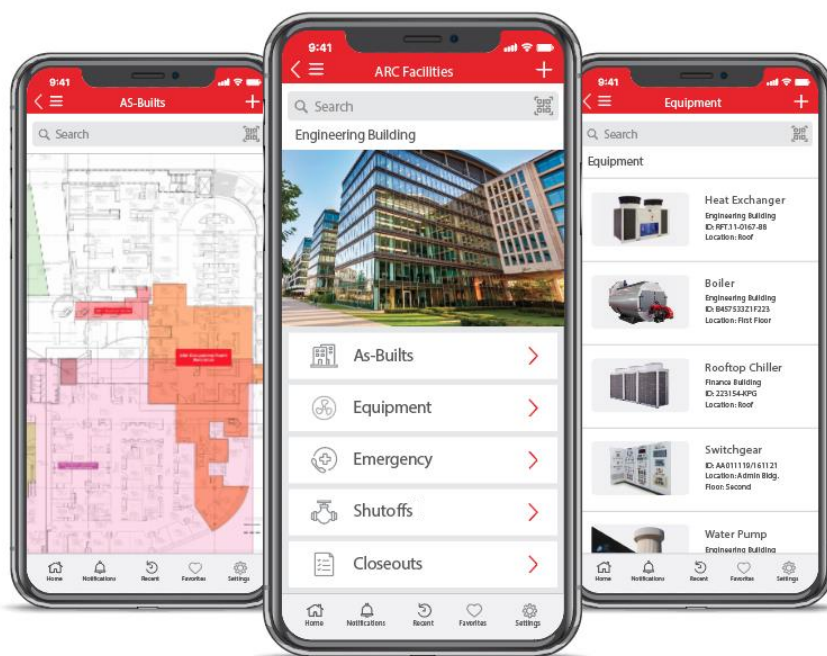 9:41
AS-Builts
Search
Home
Notifications
Recent
Favorites
Settings
9:41
ARC Facilities
Search
Engineering Building
As-Builts
Equipment
Emergency
Shutoffs
Closeouts
Home
Notifications
Recent
Favorites
Settings
9:41
Equipment
Search
Equipment
Heat Exchanger
Engineering Building
ID: RFT.11-0167-BB
Location: Roof
Boiler
Engineering Building
ID: B457533Z1F223
Location: First Floor
Rooftop Chiller
Finance Building
ID: 223154-KPG
Location: Roof
Switchgear
ID: AA011119/161121
Location: Admin Bldg.
Floor: Second
Water Pump
Engineering Building
Home
Notifications
Recent
Favorites
Settings